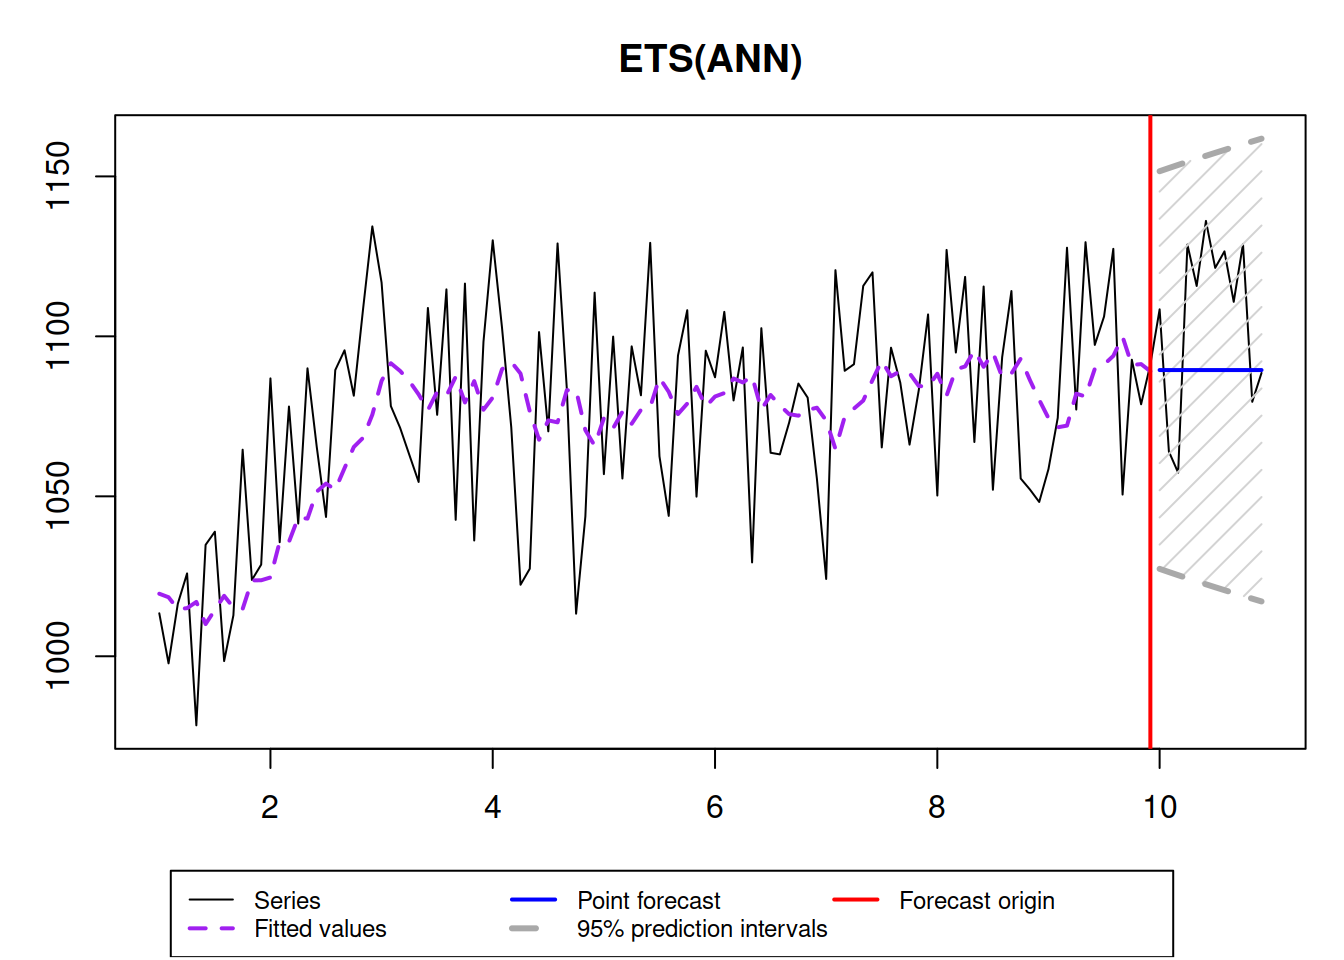 ETS(ANN)
1150
1100
1050
1000
2 4 6 8 10
Series Point forecast Forecast origin
Fitted values 95% prediction intervals